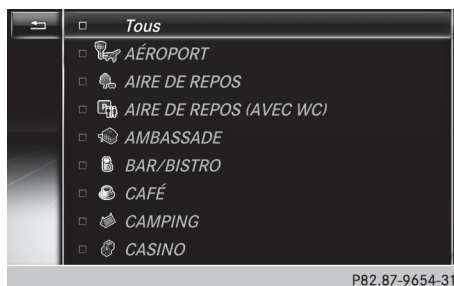 Tous
AÉROPORT
AIRE DE REPOS
AIRE DE REPOS (AVEC WC)
AMBASSADE
BAR/BISTRO
CAFÉ
CAMPING
CASINO
P82.87-9654-31